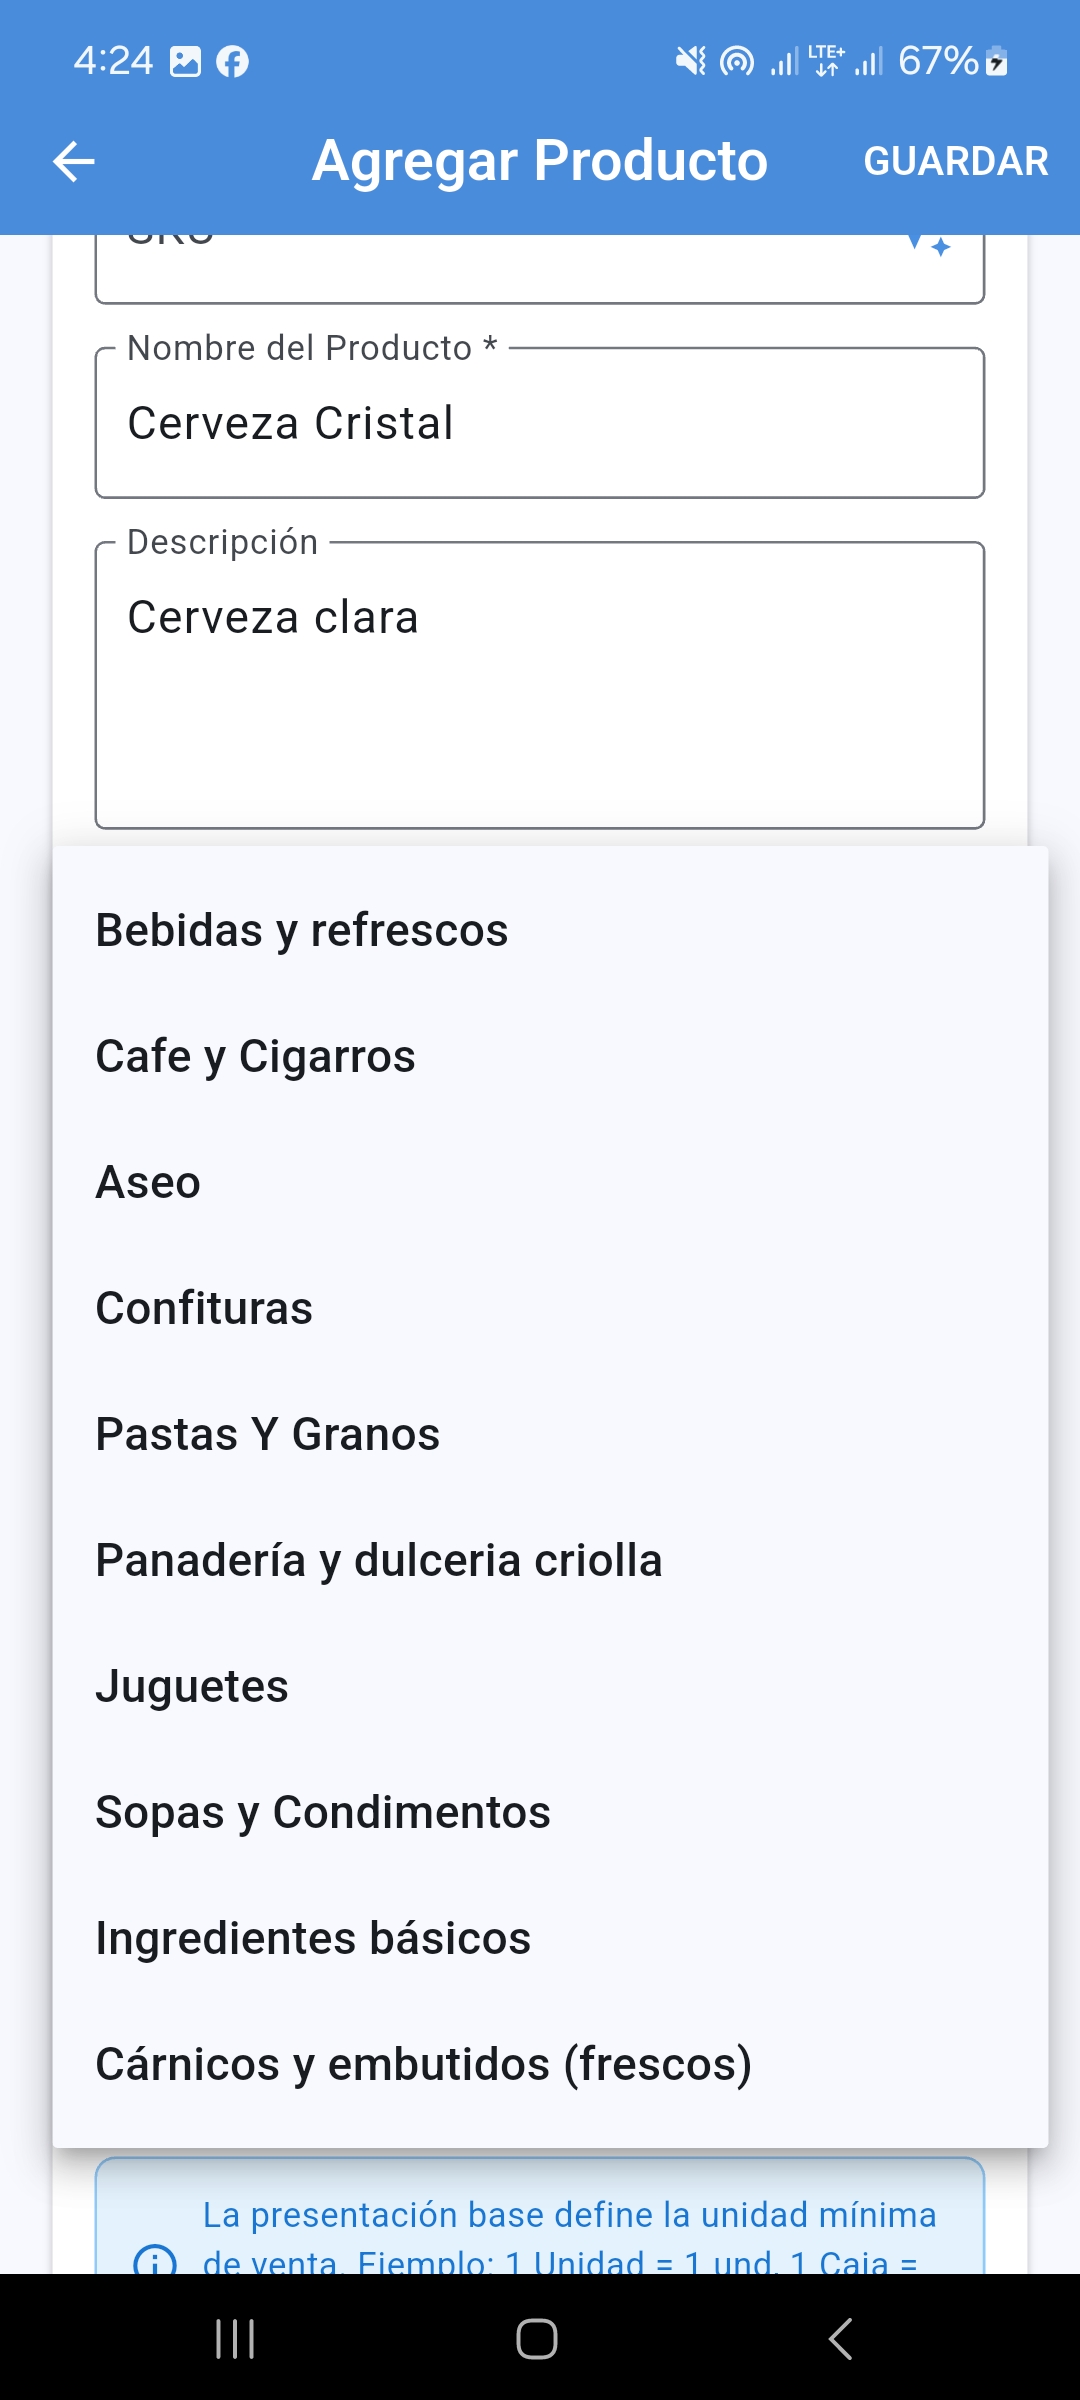 4:24
LTE+
67%
Agregar Producto
GUARDAR
SKU
Nombre del Producto *
Cerveza Cristal
Descripción
Cerveza clara
Bebidas y refrescos
Cafe y Cigarros
Aseo
Confituras
Pastas Y Granos
Panadería y dulceria criolla
Juguetes
Sopas y Condimentos
Ingredientes básicos
Cárnicos y embutidos (frescos)
La presentación base define la unidad mínima
de venta. Ejemplo: 1 Unidad = 1 und, 1 Caja =